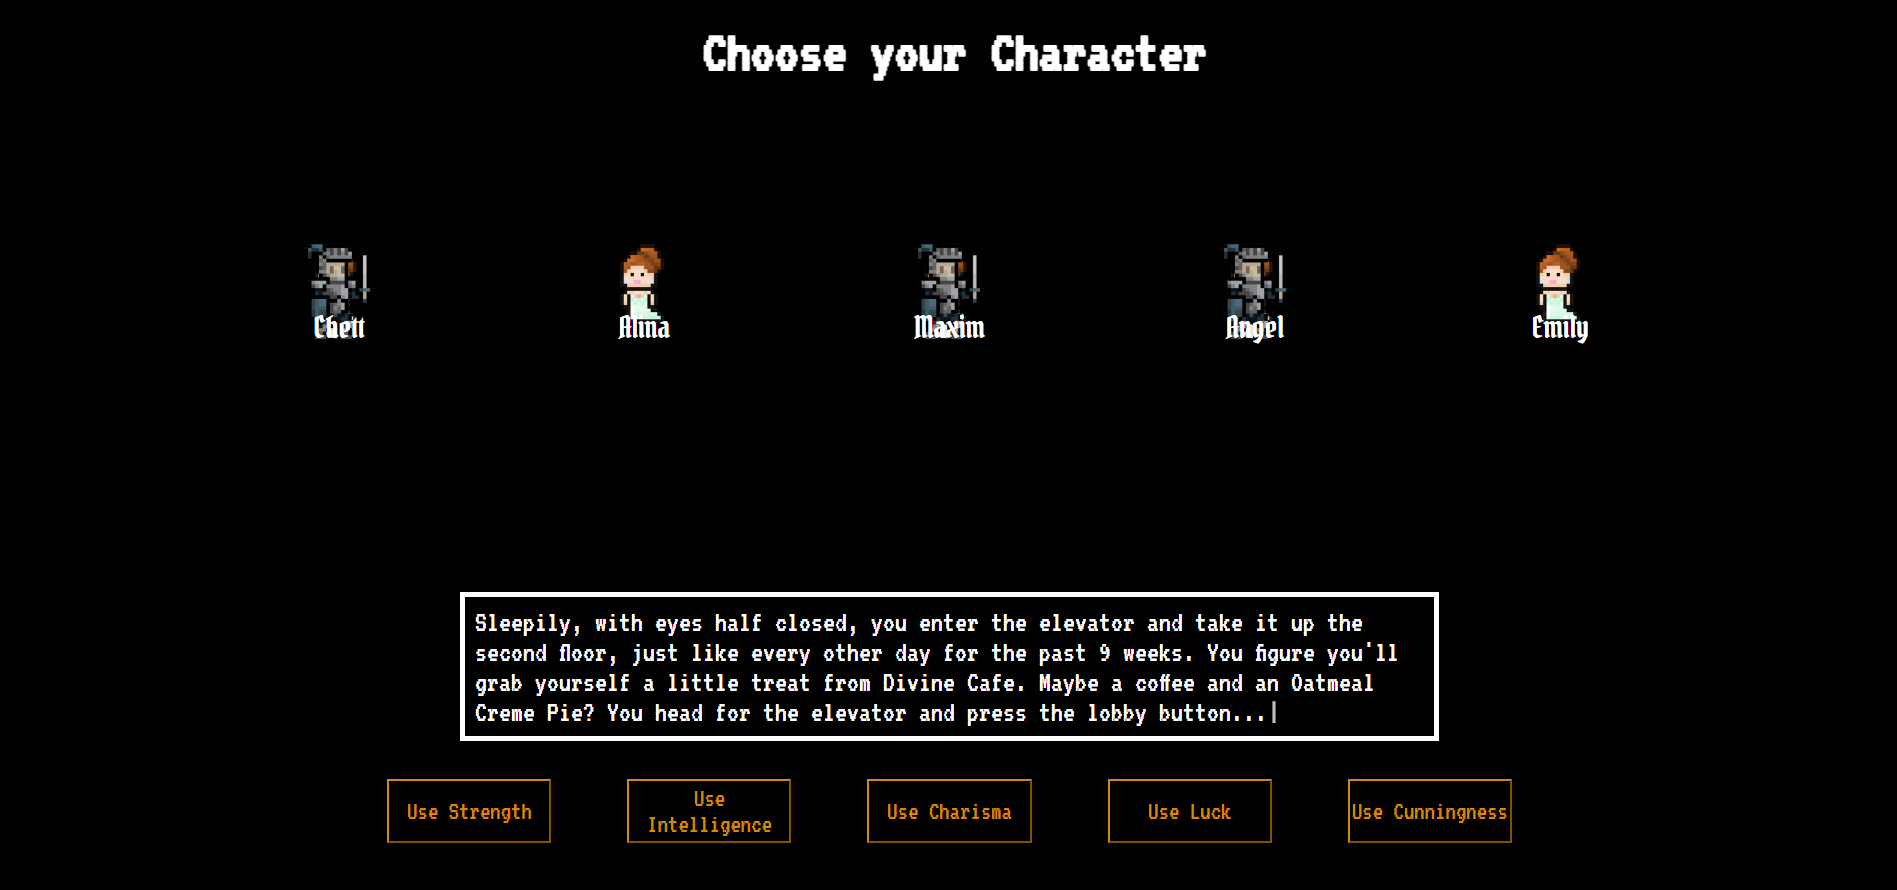 Choose your Character
Chett
Alina
Maxim
Angel
Emily
Sleepily, with eyes half closed, you enter the elevator and take it up the
second floor, just like every other day for the past 9 weeks. You figure you'll
grab yourself a little treat from Divine Cafe. Maybe a coffee and an Oatmeal
Creme Pie? You head for the elevator and press the lobby button...|
Use Strength
Use
Intelligence
Use Charisma
Use Luck
Use Cunningness